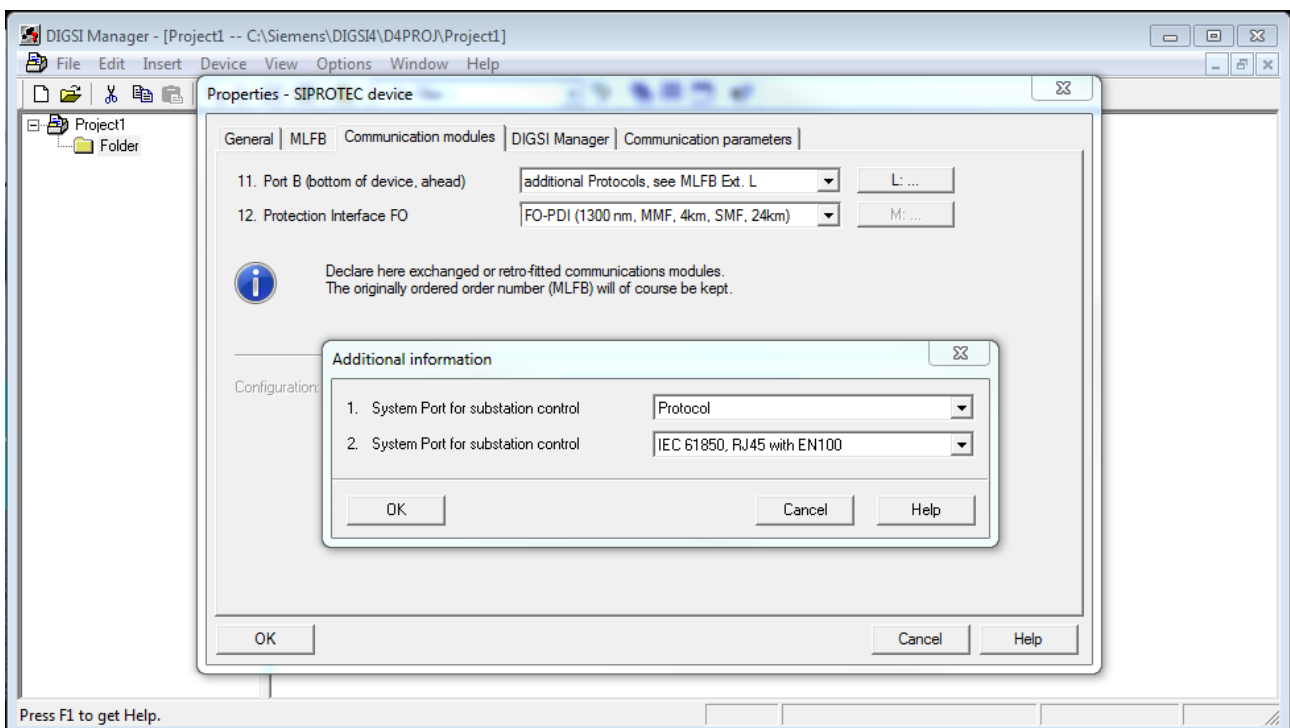 DIGSI Manager - [Project1 -- C:\Siemens\DIGSI4\D4PROJ\Project1]
File Edit Insert Device View Options Window Help
Properties - SIPROTEC device
Project1
Folder
General MLFB Communication modules DIGSI Manager Communication parameters
11. Port B (bottom of device, ahead) additional Protocols, see MLFB Ext. L L: ...
12. Protection Interface FO FO-PDI (1300 nm, MMF, 4km, SMF, 24km) M: ...
Declare here exchanged or retro-fitted communications modules.
The originally ordered order number (MLFB) will of course be kept.
Additional information
Configuration:
1. System Port for substation control Protocol
2. System Port for substation control IEC 61850, RJ45 with EN100
OK Cancel Help
OK Cancel Help
Press F1 to get Help.